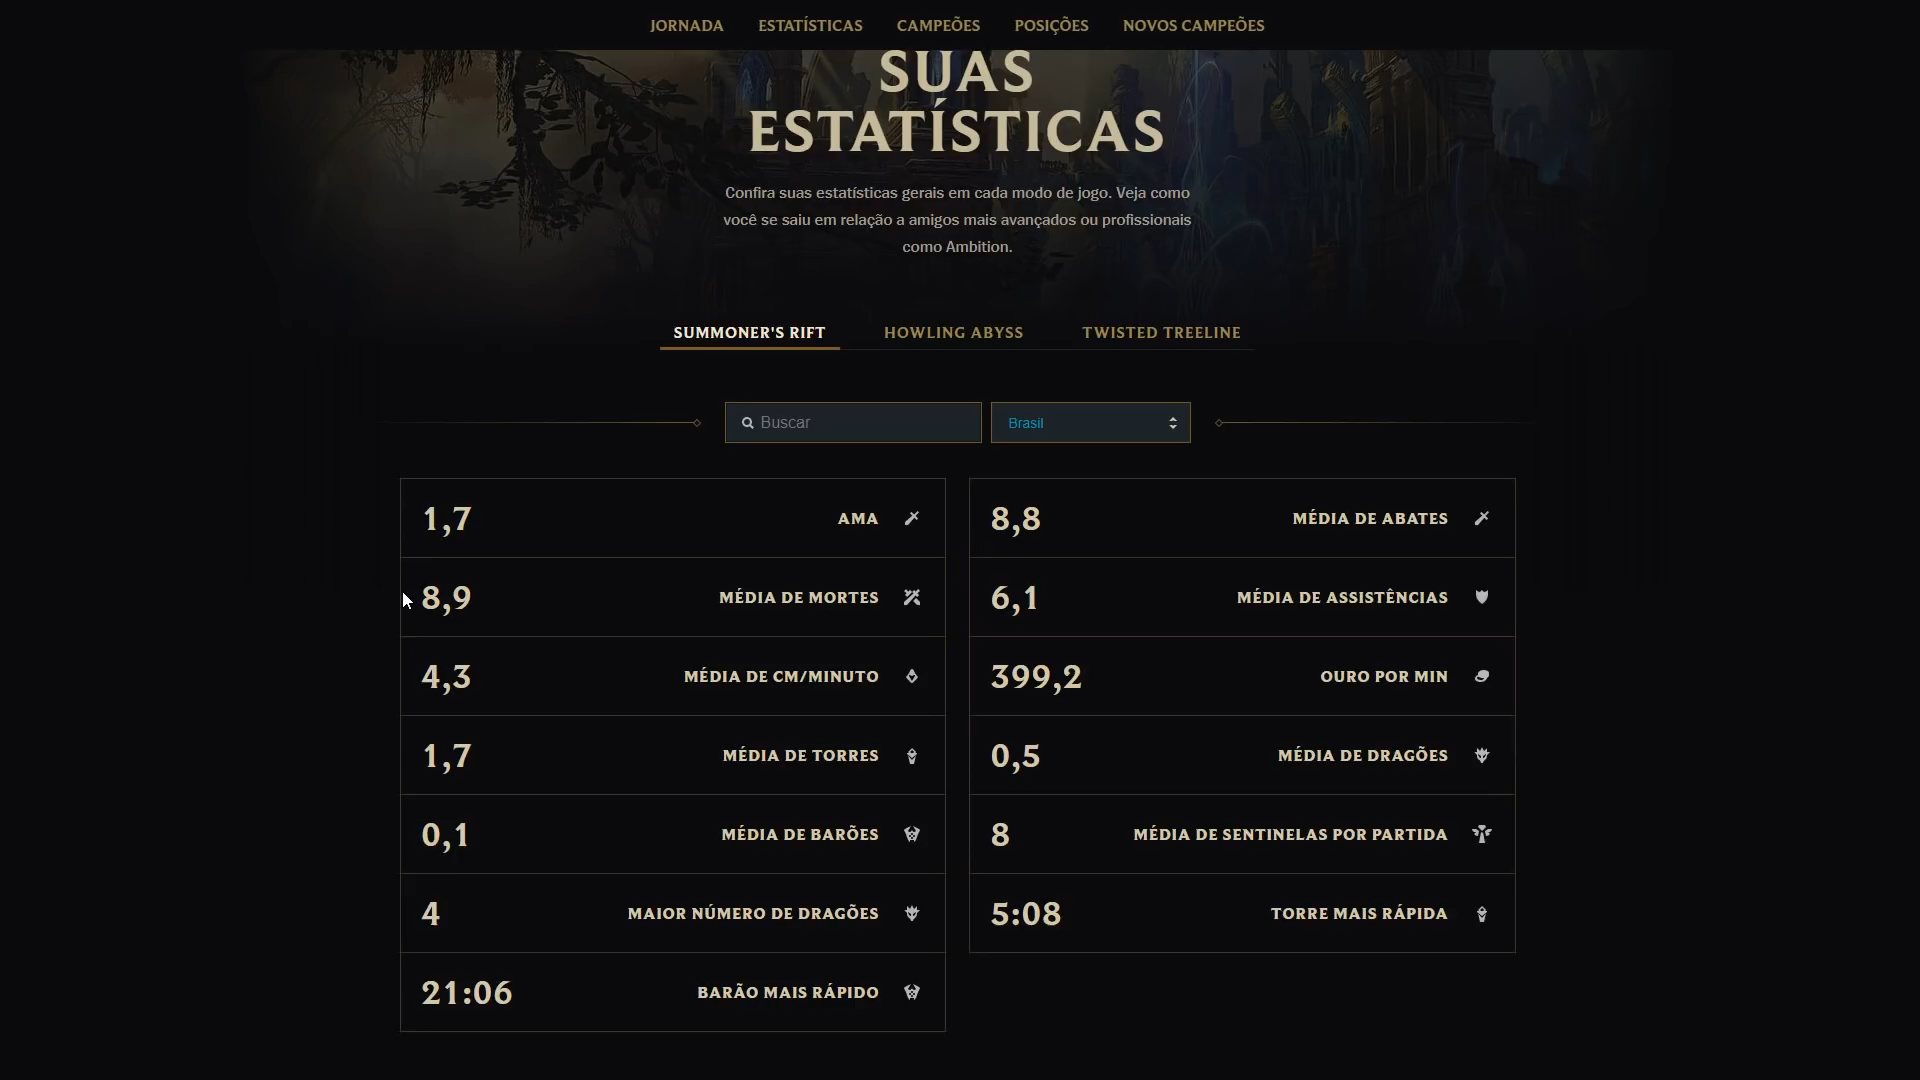 JORNADA ESTATÍSTICAS CAMPEÕES POSIÇÕES NOVOS CAMPEÕES
SUAS
ESTATÍSTICAS
Confira suas estatísticas gerais em cada modo de jogo. Veja como
você se saiu em relação a amigos mais avançados ou profissionais
como Ambition.
SUMMONER'S RIFT HOWLING ABYSS TWISTED TREELINE
Buscar Brasil
1,7 AMA
8,8 MÉDIA DE ABATES
8,9 MÉDIA DE MORTES
6,1 MÉDIA DE ASSISTÊNCIAS
4,3 MÉDIA DE CM/MINUTO
399,2 OURO POR MIN
1,7 MÉDIA DE TORRES
0,5 MÉDIA DE DRAGÕES
0,1 MÉDIA DE BARÕES
8 MÉDIA DE SENTINELAS POR PARTIDA
4 MAIOR NÚMERO DE DRAGÕES
5:08 TORRE MAIS RÁPIDA
21:06 BARÃO MAIS RÁPIDO